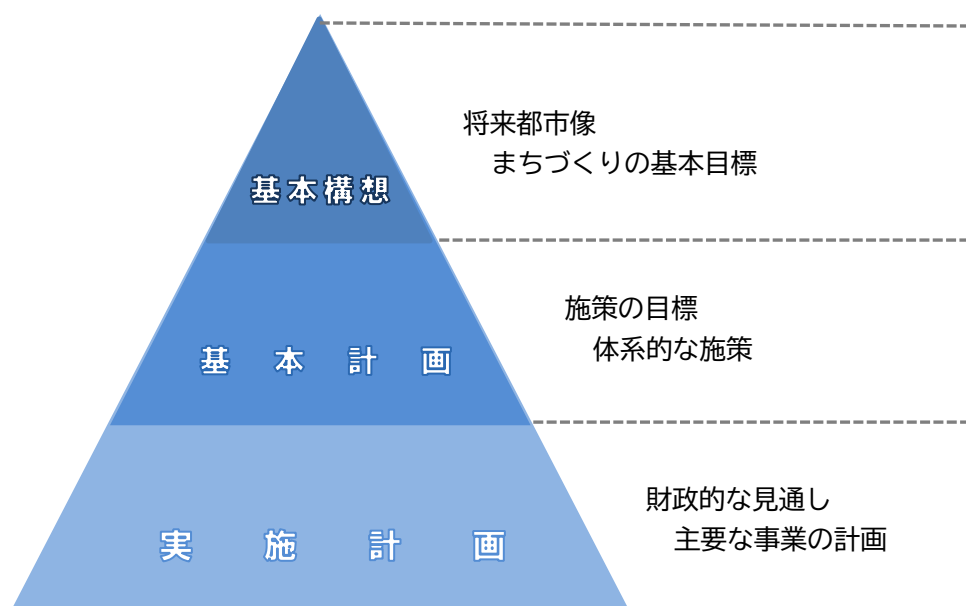 将来都市像
まちづくりの基本目標
基本構想
施策の目標
体系的な施策
基本計画
財政的な見通し
主要な事業の計画
実施計画